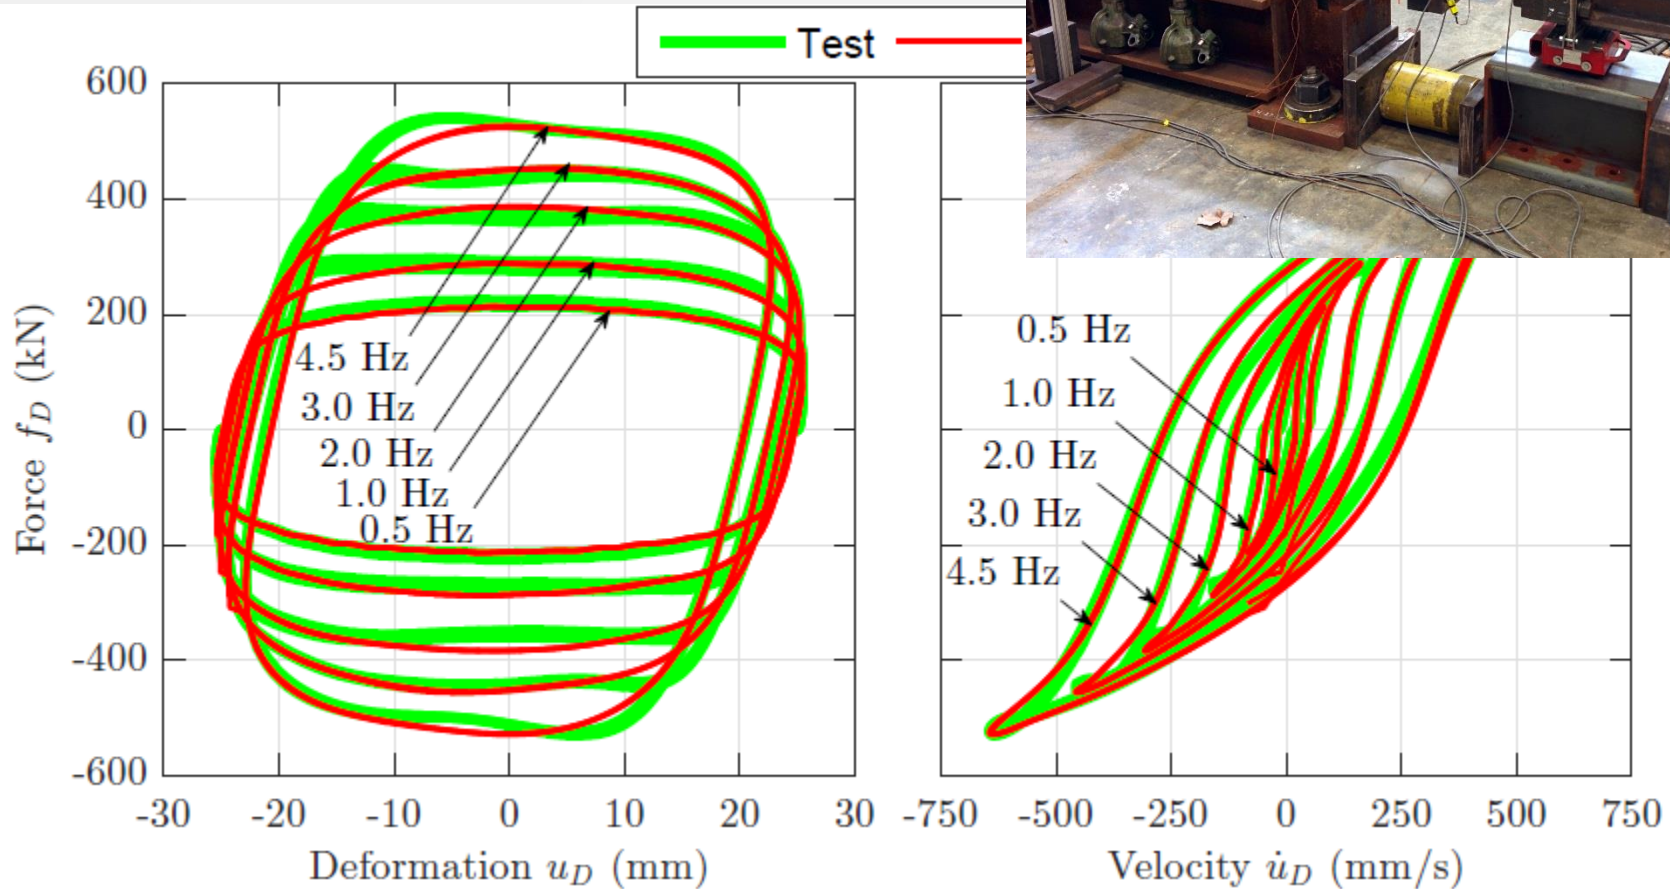 Test
600
400
200
0
-200
-400
-600
Force f_D (kN)
4.5 Hz
3.0 Hz
2.0 Hz
1.0 Hz
0.5 Hz
-30 -20 -10 0 10 20 30
Deformation u_D (mm)
0.5 Hz
1.0 Hz
2.0 Hz
3.0 Hz
4.5 Hz
-750 -500 -250 0 250 500 750
Velocity u̇_D (mm/s)